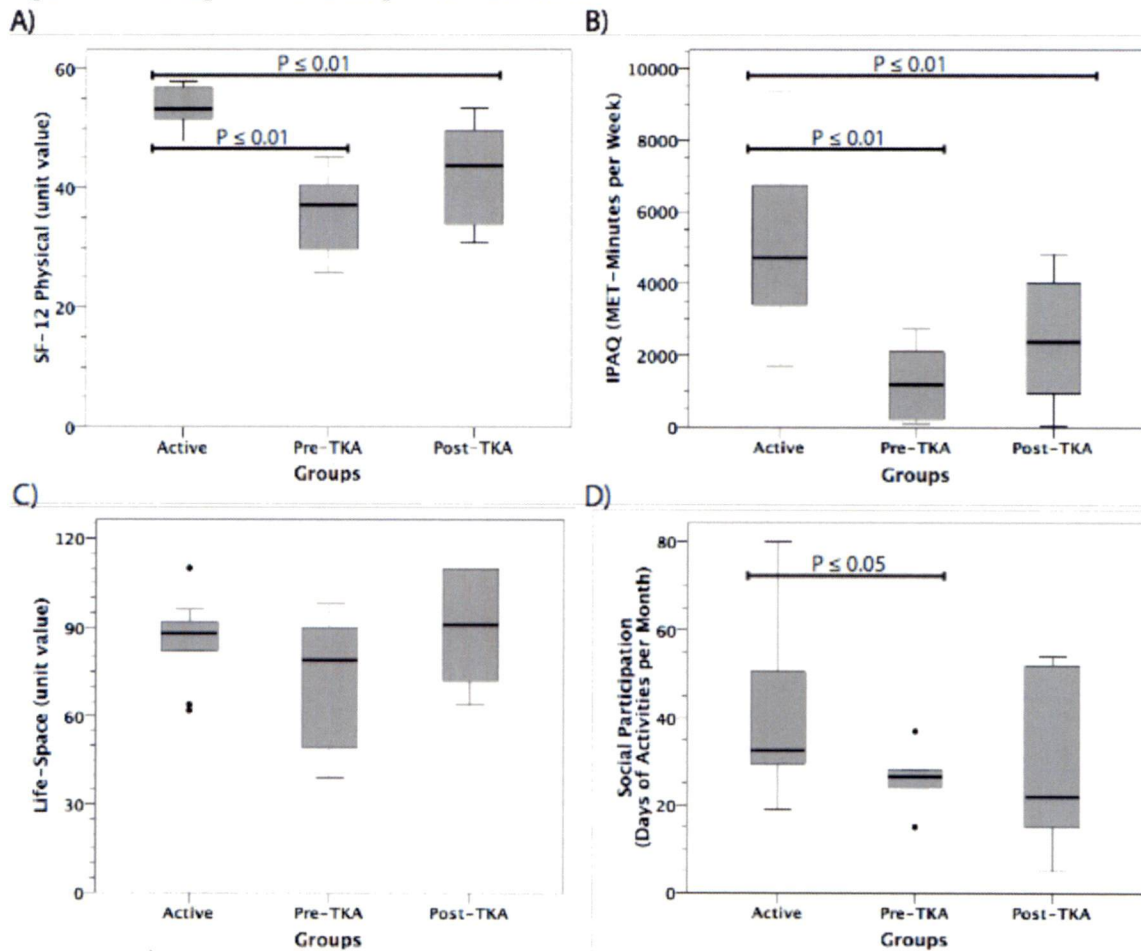 A)
P ≤ 0.01
P ≤ 0.01
SF-12 Physical (unit value)
60
40
20
0
Active Pre-TKA Post-TKA
Groups
B)
P ≤ 0.01
P ≤ 0.01
IPAQ (MET-Minutes per Week)
10000
8000
6000
4000
2000
0
Active Pre-TKA Post-TKA
Groups
C)
Life-Space (unit value)
120
90
60
30
0
Active Pre-TKA Post-TKA
Groups
D)
P ≤ 0.05
Social Participation
(Days of Activities per Month)
80
60
40
20
0
Active Pre-TKA Post-TKA
Groups